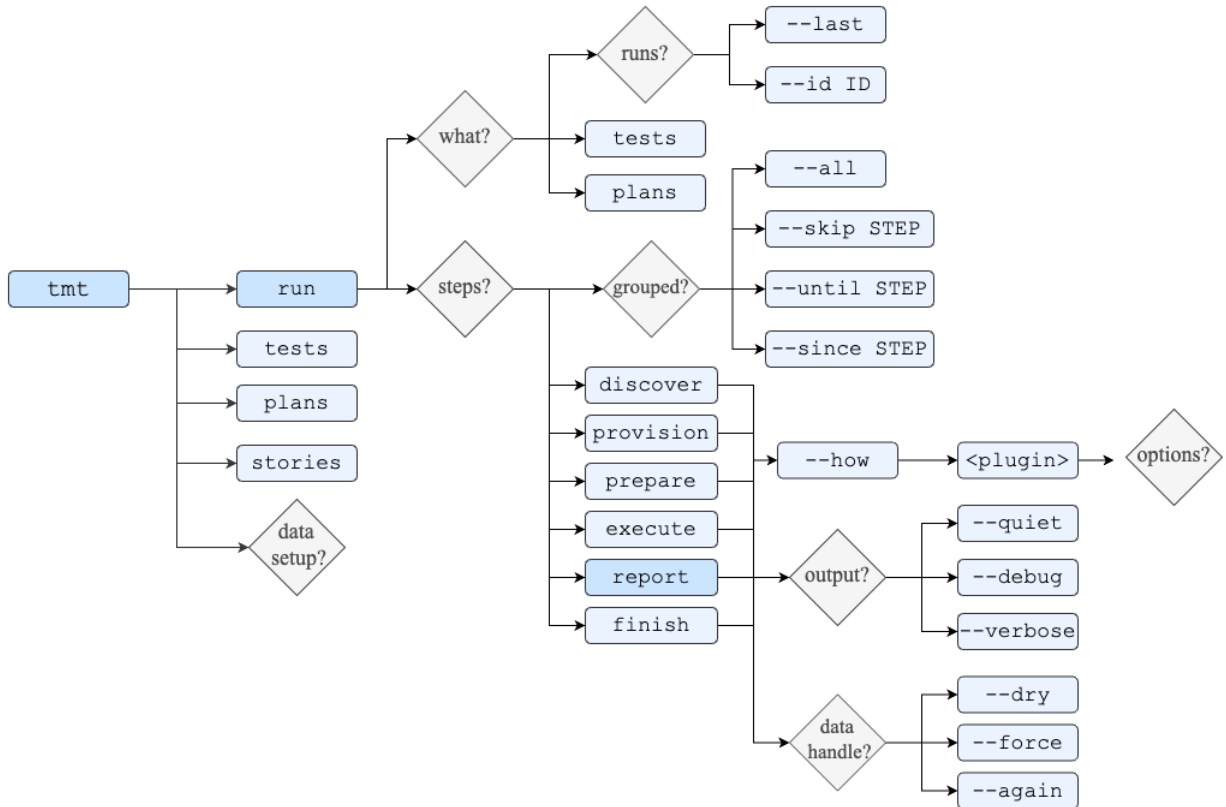 --last
runs?
--id ID
what?
tests
--all
plans
--skip STEP
tmt
run
steps?
grouped?
--until STEP
tests
--since STEP
discover
plans
provision
stories
prepare
--how
<plugin>
options?
execute
--quiet
data
setup?
report
output?
--debug
finish
--verbose
--dry
data
handle?
--force
--again